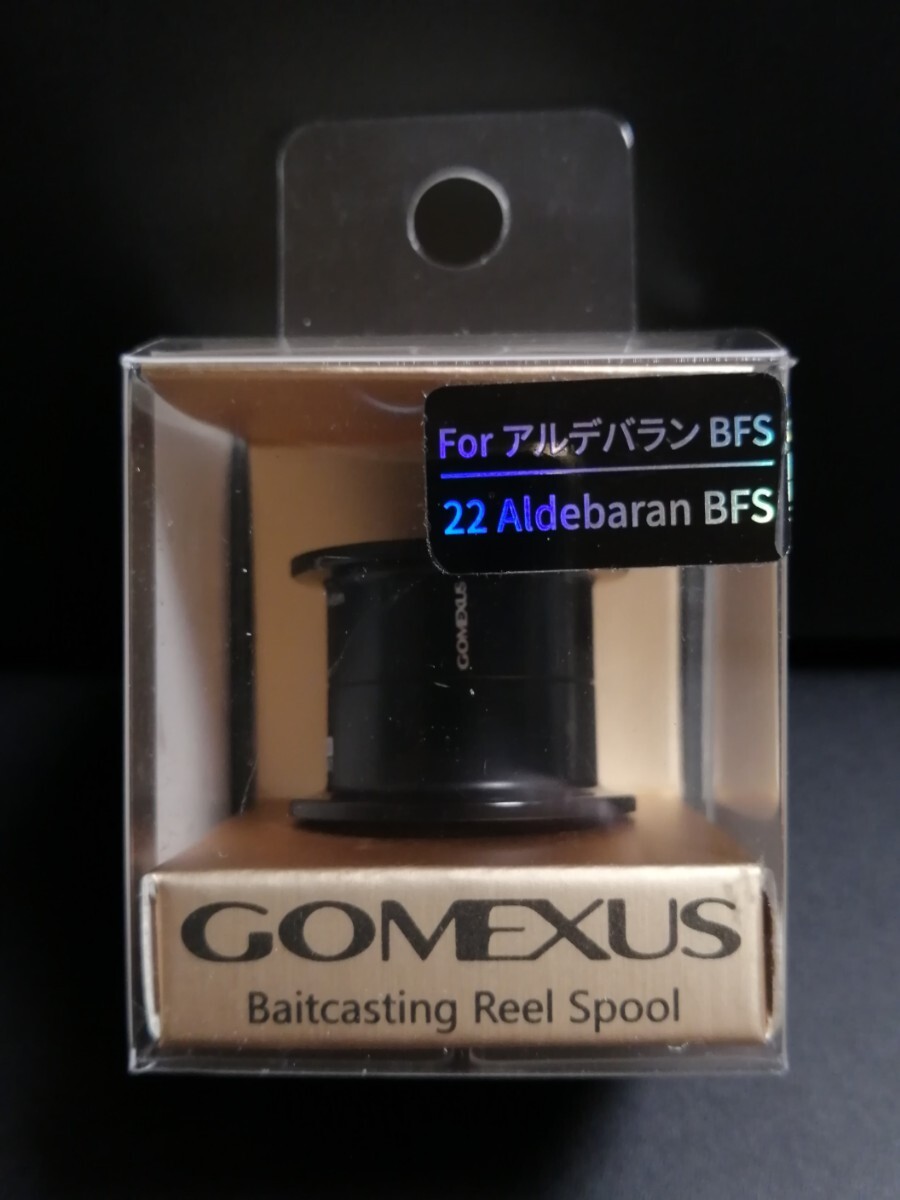 For アルデバラン BFS
22 Aldebaran BFS
GOMEXUS
GOMEXUS
Baitcasting Reel Spool